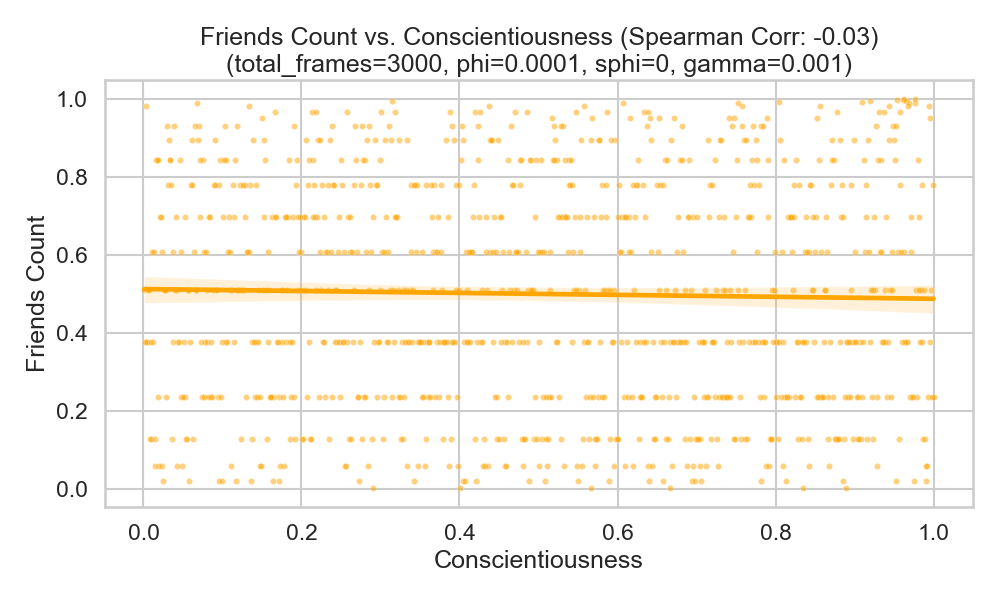 Friends Count vs. Conscientiousness (Spearman Corr: -0.03)
(total_frames=3000, phi=0.0001, sphi=0, gamma=0.001)
1.0
0.8
0.6
0.4
0.2
0.0
Friends Count
0.0 0.2 0.4 0.6 0.8 1.0
Conscientiousness